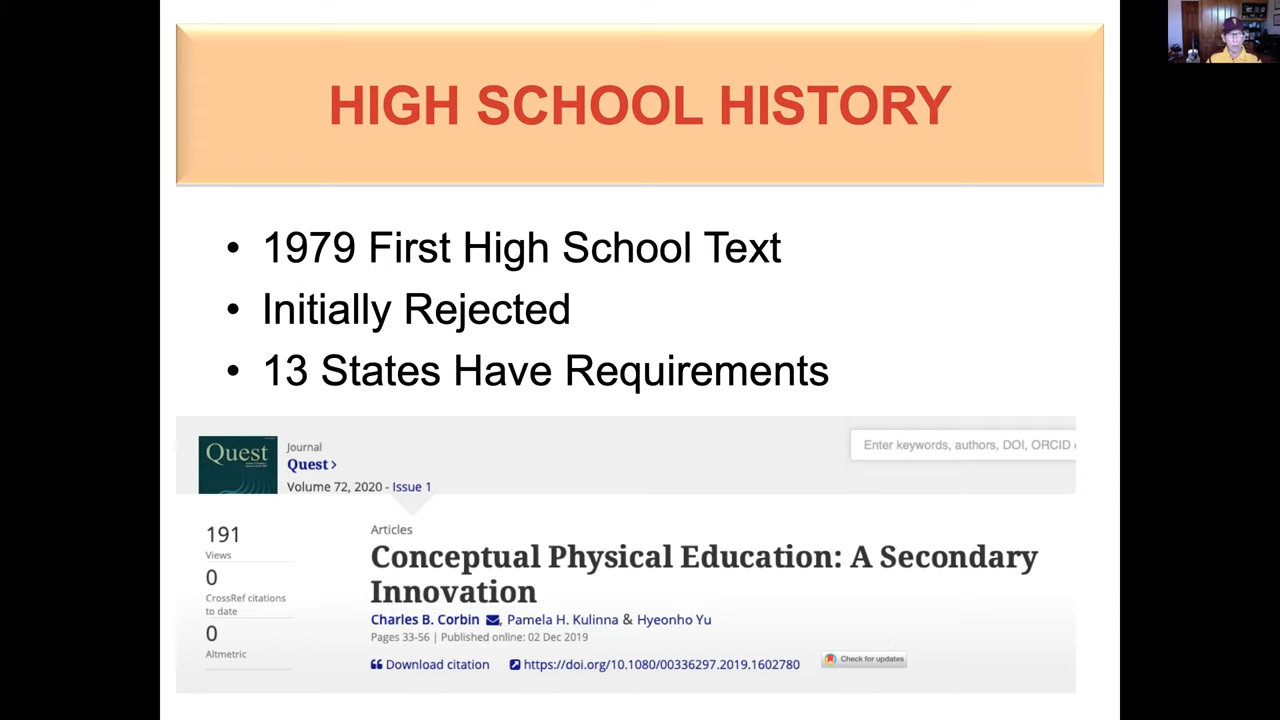 HIGH SCHOOL HISTORY
• 1979 First High School Text
• Initially Rejected
• 13 States Have Requirements
Quest
Journal
Quest >
Volume 72, 2020 - Issue 1
Enter keywords, authors, DOI, ORCID
191
Views
0
CrossRef citations
to date
0
Altmetric
Articles
Conceptual Physical Education: A Secondary
Innovation
Charles B. Corbin, Pamela H. Kulinna & Hyeonho Yu
Pages 33-56 | Published online: 02 Dec 2019
Download citation https://doi.org/10.1080/00336297.2019.1602780 Check for updates